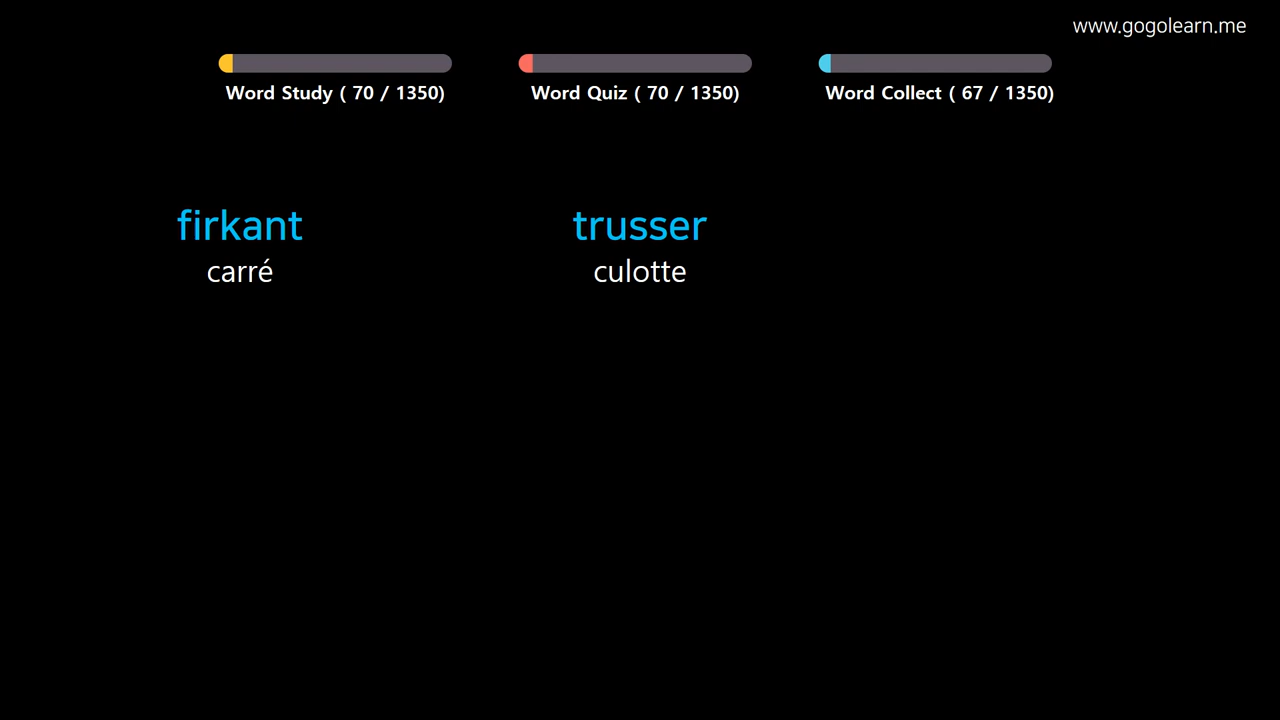 www.gogolearn.me
Word Study ( 70 / 1350)
Word Quiz ( 70 / 1350)
Word Collect ( 67 / 1350)
firkant
carré
trusser
culotte